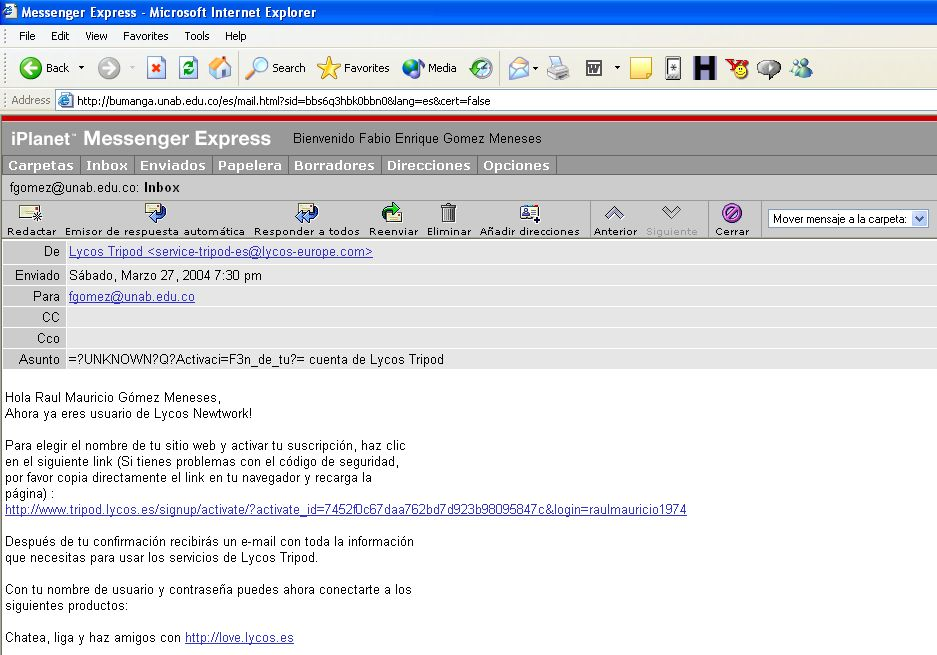 Messenger Express - Microsoft Internet Explorer
File Edit View Favorites Tools Help
Back Search Favorites Media
Address http://bumanga.unab.edu.co/es/mail.html?sid=bbs6q3hbk0bbn0&lang=es&cert=false
iPlanet™ Messenger Express Bienvenido Fabio Enrique Gomez Meneses
Carpetas Inbox Enviados Papelera Borradores Direcciones Opciones
fgomez@unab.edu.co: Inbox
Redactar Emisor de respuesta automática Responder a todos Reenviar Eliminar Añadir direcciones Anterior Siguiente Cerrar Mover mensaje a la carpeta:
De Lycos Tripod <service-tripod-es@lycos-europe.com>
Enviado Sábado, Marzo 27, 2004 7:30 pm
Para fgomez@unab.edu.co
CC
Cco
Asunto =?UNKNOWN?Q?Activaci=F3n_de_tu?= cuenta de Lycos Tripod
Hola Raul Mauricio Gómez Meneses,
Ahora ya eres usuario de Lycos Newtwork!
Para elegir el nombre de tu sitio web y activar tu suscripción, haz clic
en el siguiente link (Si tienes problemas con el código de seguridad,
por favor copia directamente el link en tu navegador y recarga la
página) :
http://www.tripod.lycos.es/signup/activate/?activate_id=7452f0c67daa762bd7d923b98095847c&login=raulmauricio1974
Después de tu confirmación recibirás un e-mail con toda la información
que necesitas para usar los servicios de Lycos Tripod.
Con tu nombre de usuario y contraseña puedes ahora conectarte a los
siguientes productos:
Chatea, liga y haz amigos con http://love.lycos.es